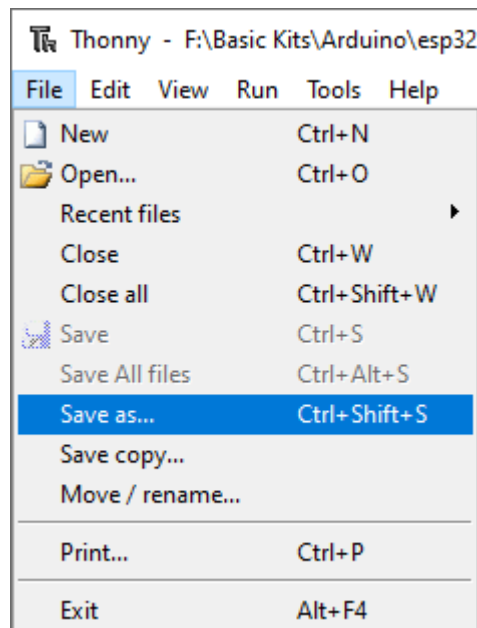 Thonny - F:\Basic Kits\Arduino\esp32
File Edit View Run Tools Help
New Ctrl+N
Open... Ctrl+O
Recent files
Close Ctrl+W
Close all Ctrl+Shift+W
Save Ctrl+S
Save All files Ctrl+Alt+S
Save as... Ctrl+Shift+S
Save copy...
Move / rename...
Print... Ctrl+P
Exit Alt+F4